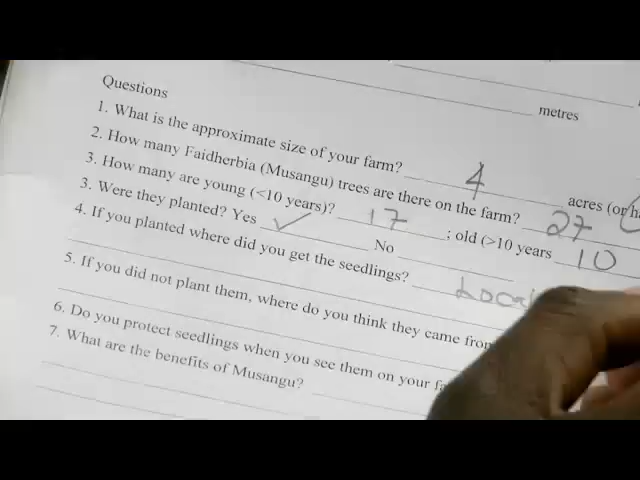 metres
Questions
1. What is the approximate size of your farm? 4 acres (or
2. How many Faidherbia (Musangu) trees are there on the farm? 27
3. How many are young (<10 years)? 17 ; old (>10 years 10
3. Were they planted? Yes ✓ No
4. If you planted where did you get the seedlings?
5. If you did not plant them, where do you think they came from
6. Do you protect seedlings when you see them on your
7. What are the benefits of Musangu?